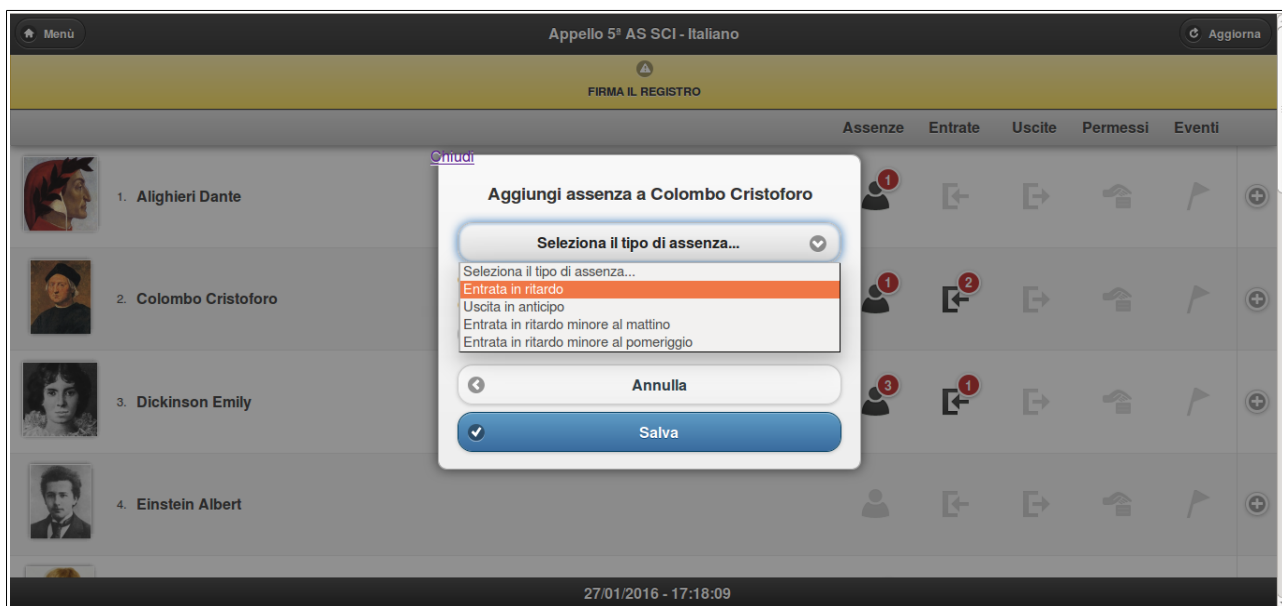 Menù
Appello 5ª AS SCI - Italiano
Aggiorna
FIRMA IL REGISTRO
Assenze Entrate Uscite Permessi Eventi
Chiudi
Aggiungi assenza a Colombo Cristoforo
1
1. Alighieri Dante
Seleziona il tipo di assenza...
Seleziona il tipo di assenza...
Entrata in ritardo
Uscita in anticipo
Entrata in ritardo minore al mattino
Entrata in ritardo minore al pomeriggio
2. Colombo Cristoforo
1 2
Annulla
3. Dickinson Emily
3 1
Salva
4. Einstein Albert
27/01/2016 - 17:18:09